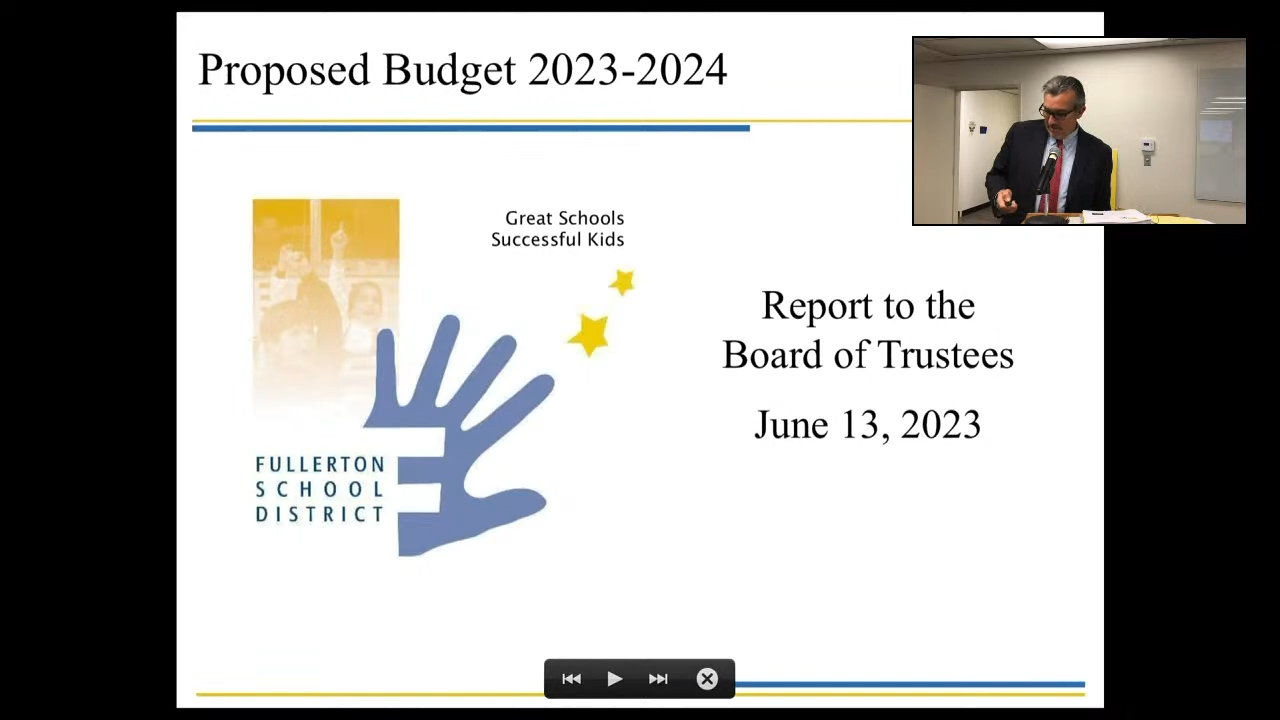 Proposed Budget 2023-2024
Great Schools
Successful Kids
Report to the
Board of Trustees
June 13, 2023
FULLERTON
SCHOOL
DISTRICT